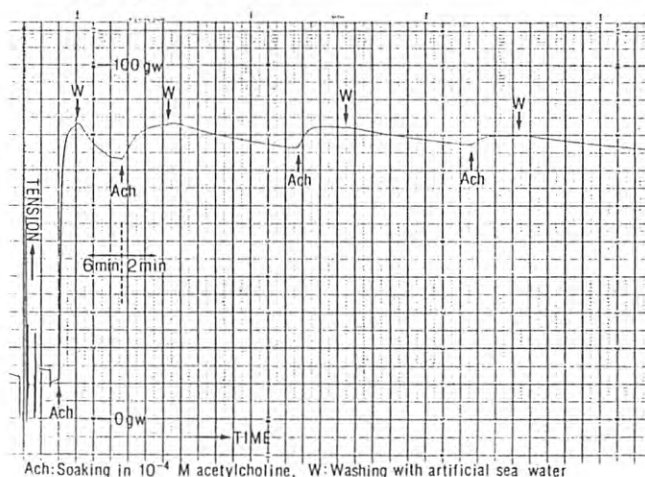 100 gw
W
W
W
W
Ach
Ach
Ach
TENSION
6min 2min
Ach
0gw
TIME
Ach:Soaking in 10⁻⁴ M acetylcholine, W:Washing with artificial sea water